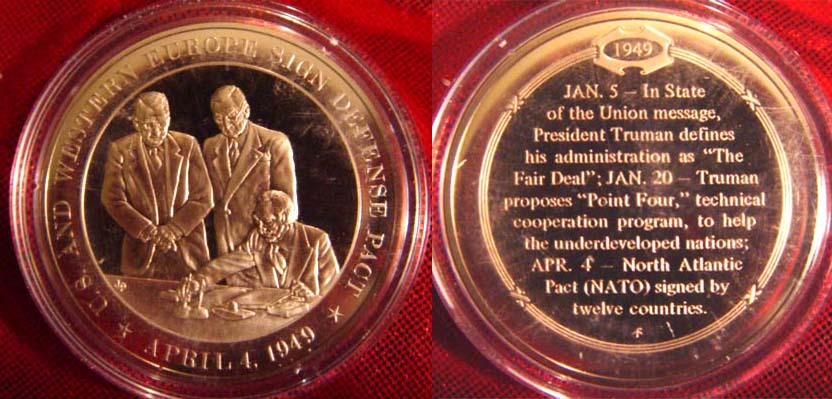 U.S. AND WESTERN EUROPE SIGN DEFENSE PACT
★ APRIL 4, 1949 ★
1949
JAN. 5 – In State
of the Union message,
President Truman defines
his administration as “The
Fair Deal”; JAN. 20 – Truman
proposes “Point Four,” technical
cooperation program, to help
the underdeveloped nations;
APR. 4 – North Atlantic
Pact (NATO) signed by
twelve countries.